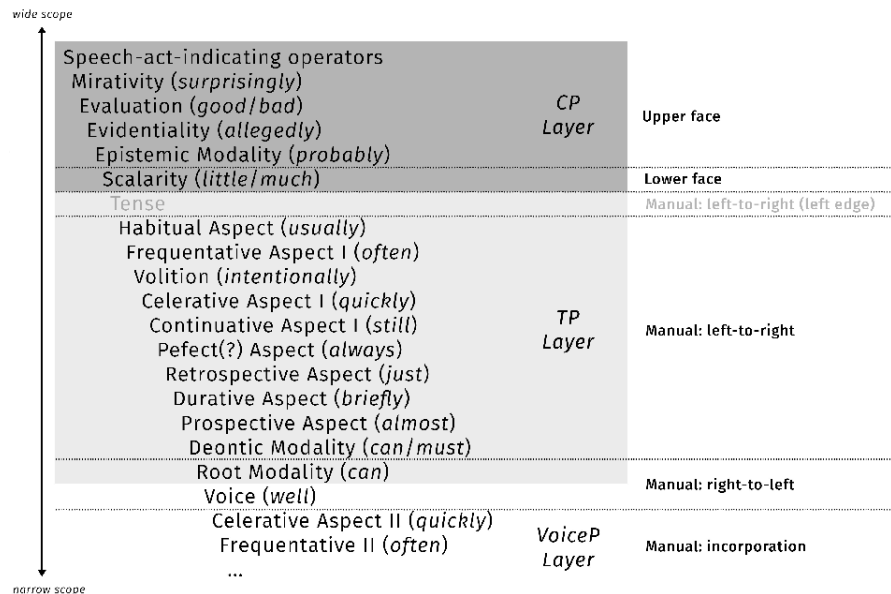 wide scope
Speech-act-indicating operators
Mirativity (surprisingly)
Evaluation (good/bad)
Evidentiality (allegedly)
Epistemic Modality (probably)
CP
Layer
Upper face
Scalarity (little/much)
Lower face
Tense
Manual: left-to-right (left edge)
Habitual Aspect (usually)
Frequentative Aspect I (often)
Volition (intentionally)
Celerative Aspect I (quickly)
Continuative Aspect I (still)
Pefect(?) Aspect (always)
Retrospective Aspect (just)
Durative Aspect (briefly)
Prospective Aspect (almost)
Deontic Modality (can/must)
TP
Layer
Manual: left-to-right
Root Modality (can)
Voice (well)
Manual: right-to-left
Celerative Aspect II (quickly)
Frequentative II (often)
...
VoiceP
Layer
Manual: incorporation
narrow scope